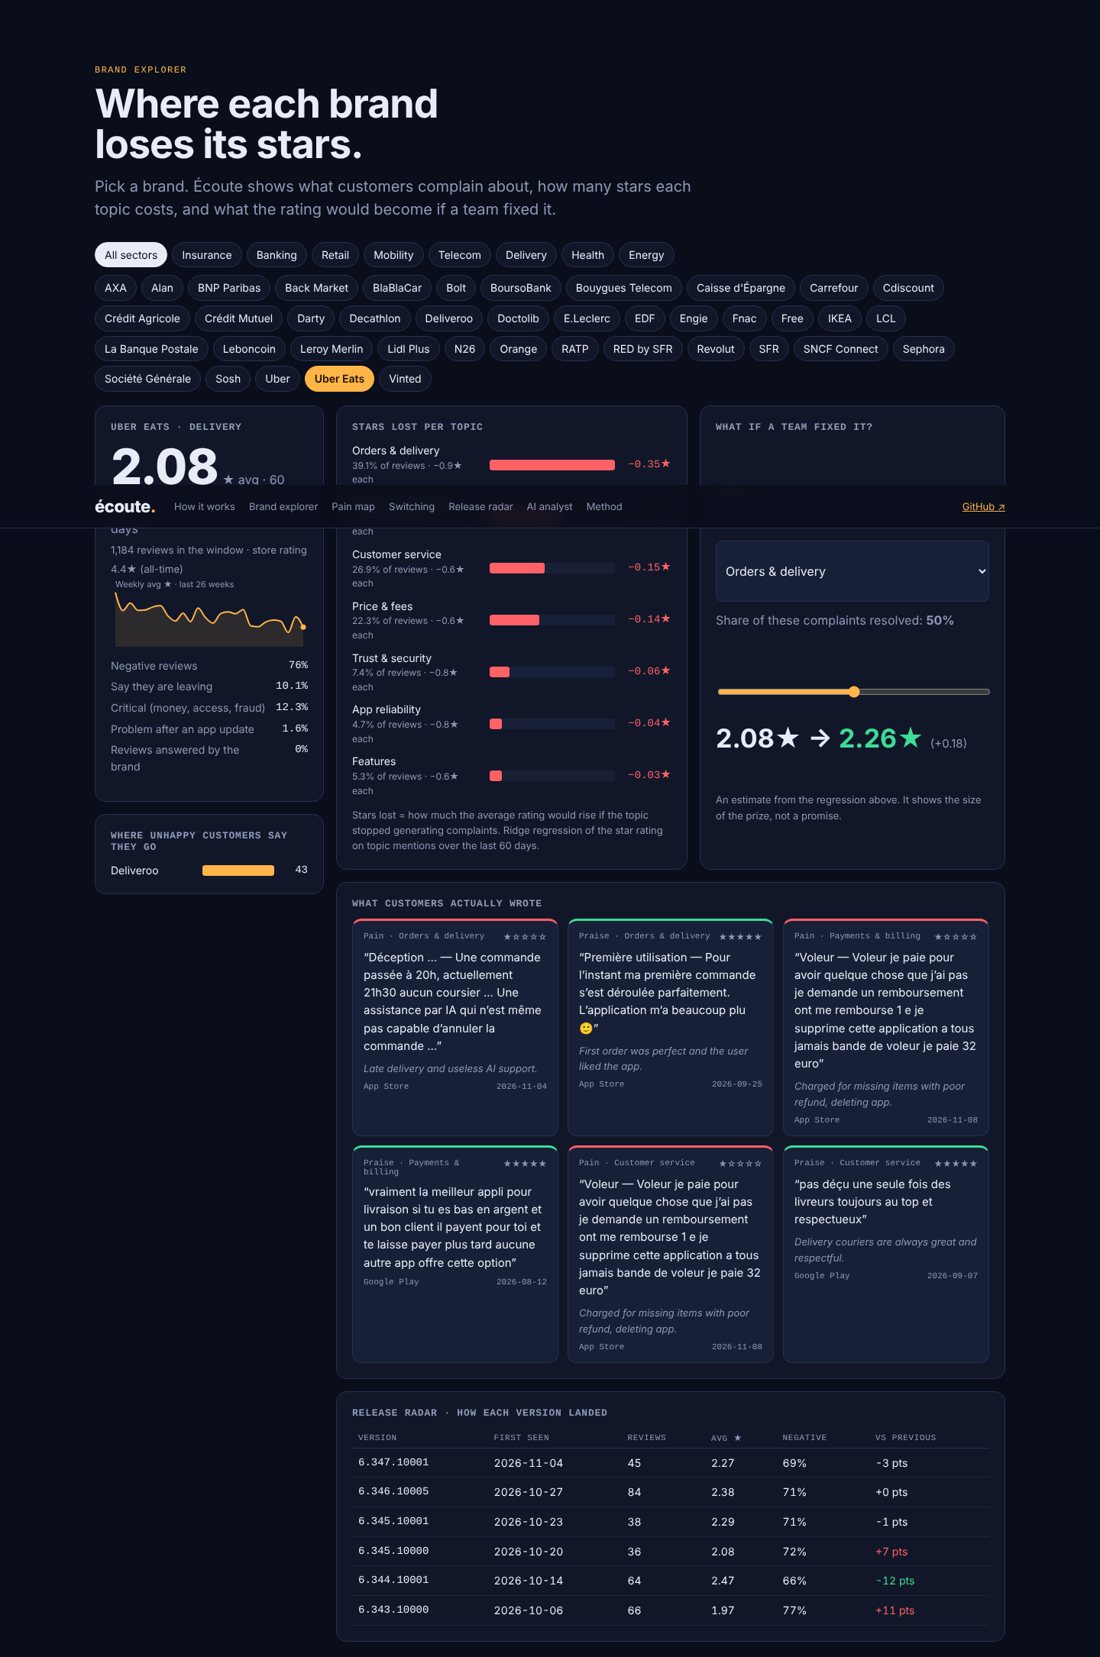 BRAND EXPLORER
Where each brand
loses its stars.
Pick a brand. Écoute shows what customers complain about, how many stars each
topic costs, and what the rating would become if a team fixed it.
All sectors Insurance Banking Retail Mobility Telecom Delivery Health Energy
AXA Alan BNP Paribas Back Market BlaBlaCar Bolt BoursoBank Bouygues Telecom Caisse d'Épargne Carrefour Cdiscount
Crédit Agricole Crédit Mutuel Darty Decathlon Deliveroo Doctolib E.Leclerc EDF Engie Fnac Free IKEA LCL
La Banque Postale Leboncoin Leroy Merlin Lidl Plus N26 Orange RATP RED by SFR Revolut SFR SNCF Connect Sephora
Société Générale Sosh Uber Uber Eats Vinted
UBER EATS · DELIVERY
2.08 ★ avg · 60
days
1,184 reviews in the window · store rating
4.4★ (all-time)
Weekly avg ★ · last 26 weeks
Negative reviews 76%
Say they are leaving 10.1%
Critical (money, access, fraud) 12.3%
Problem after an app update 1.6%
Reviews answered by the 0%
brand
WHERE UNHAPPY CUSTOMERS SAY
THEY GO
Deliveroo 43
STARS LOST PER TOPIC
Orders & delivery
39.1% of reviews · −0.9★ −0.35★
each
écoute. How it works Brand explorer Pain map Switching Release radar AI analyst Method GitHub ↗
each
Customer service
26.9% of reviews · −0.6★ −0.15★
each
Price & fees
22.3% of reviews · −0.6★ −0.14★
each
Trust & security
7.4% of reviews · −0.8★ −0.06★
each
App reliability
4.7% of reviews · −0.8★ −0.04★
each
Features
5.3% of reviews · −0.6★ −0.03★
each
Stars lost = how much the average rating would rise if the topic
stopped generating complaints. Ridge regression of the star rating
on topic mentions over the last 60 days.
WHAT IF A TEAM FIXED IT?
Orders & delivery
Share of these complaints resolved: 50%
2.08★ → 2.26★ (+0.18)
An estimate from the regression above. It shows the size
of the prize, not a promise.
WHAT CUSTOMERS ACTUALLY WROTE
Pain · Orders & delivery ★☆☆☆☆
“Déception ... — Une commande
passée à 20h, actuellement
21h30 aucun coursier ... Une
assistance par IA qui n’est même
pas capable d’annuler la
commande ...”
Late delivery and useless AI support.
App Store 2026-11-04
Praise · Orders & delivery ★★★★★
“Première utilisation — Pour
l’instant ma première commande
s’est déroulée parfaitement.
L’application m’a beaucoup plu
🙂”
First order was perfect and the user
liked the app.
App Store 2026-09-25
Pain · Payments & billing ★☆☆☆☆
“Voleur — Voleur je paie pour
avoir quelque chose que j’ai pas
je demande un remboursement
ont me rembourse 1 e je
supprime cette application a tous
jamais bande de voleur je paie 32
euro”
Charged for missing items with poor
refund, deleting app.
App Store 2026-11-08
Praise · Payments & ★★★★★
billing
“vraiment la meilleur appli pour
livraison si tu es bas en argent et
un bon client il payent pour toi et
te laisse payer plus tard aucune
autre app offre cette option”
Google Play 2026-08-12
Pain · Customer service ★☆☆☆☆
“Voleur — Voleur je paie pour
avoir quelque chose que j’ai pas
je demande un remboursement
ont me rembourse 1 e je
supprime cette application a tous
jamais bande de voleur je paie 32
euro”
Charged for missing items with poor
refund, deleting app.
App Store 2026-11-08
Praise · Customer service ★★★★★
“pas déçu une seule fois des
livreurs toujours au top et
respectueux”
Delivery couriers are always great and
respectful.
Google Play 2026-09-07
RELEASE RADAR · HOW EACH VERSION LANDED
VERSION FIRST SEEN REVIEWS AVG ★ NEGATIVE VS PREVIOUS
6.347.10001 2026-11-04 45 2.27 69% -3 pts
6.346.10005 2026-10-27 84 2.38 71% +0 pts
6.345.10001 2026-10-23 38 2.29 71% -1 pts
6.345.10000 2026-10-20 36 2.08 72% +7 pts
6.344.10001 2026-10-14 64 2.47 66% -12 pts
6.343.10000 2026-10-06 66 1.97 77% +11 pts